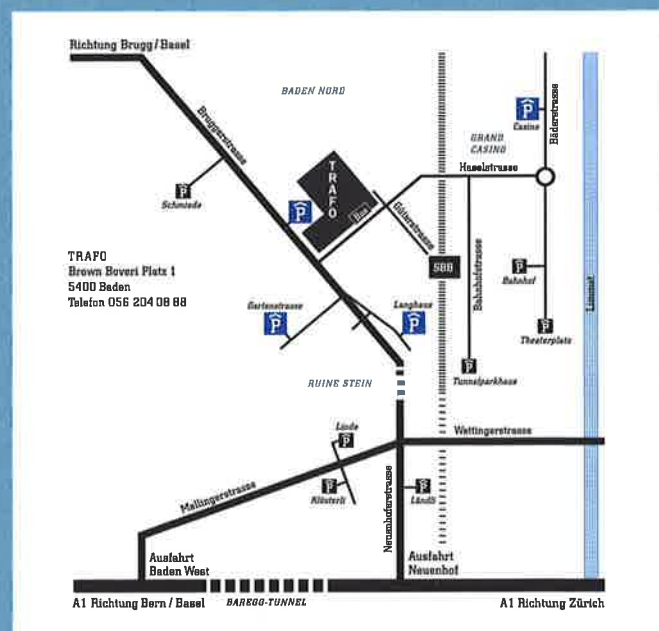 Richtung Brugg/Basel
BADEN NORD
Bruggerstrasse
P
Casino
Bäderstrasse
GRAND
CASINO
Haselstrasse
TRAFO
Bus
P
Schmiede
P
Güterstrasse
TRAFO
Brown Boveri Platz 1
5400 Baden
Telefon 056 204 08 88
SBB
Bahnhofstrasse
P
Bahnhof
Limmat
Gartenstrasse
P
Langhaus
P
P
Theaterplatz
P
Tunnelparkhaus
RUINE STEIN
Linde
P
Wettingerstrasse
Mellingerstrasse
P
Klösterli
Neuenhoferstrasse
P
Ländli
Ausfahrt
Baden West
Ausfahrt
Neuenhof
A1 Richtung Bern / Basel
BAREGG-TUNNEL
A1 Richtung Zürich